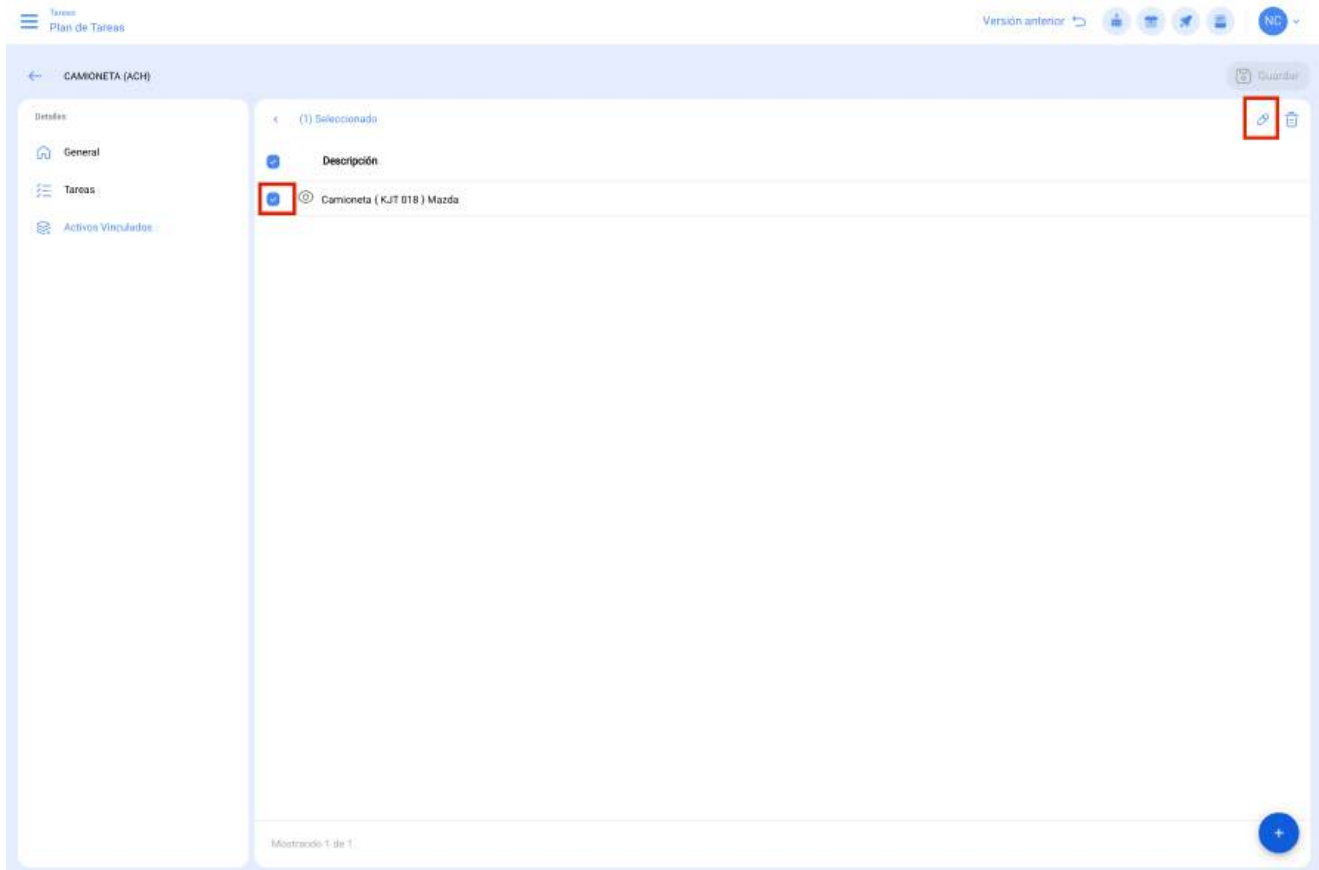 Tareas
Plan de Tareas
Versión anterior
NC
CAMIONETA (ACH)
Guardar
Detalles
General
Tareas
Activos Vinculados
(1) Seleccionado
Descripción
Camioneta ( KJT 018 ) Mazda
Mostrando 1 de 1